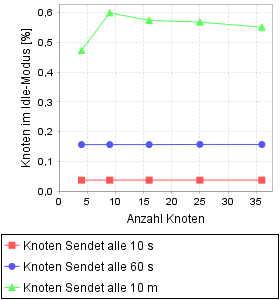 Knoten im Idle-Modus [%]
0,6
0,5
0,4
0,3
0,2
0,1
0,0
0 5 10 15 20 25 30 35
Anzahl Knoten
Knoten Sendet alle 10 s
Knoten Sendet alle 60 s
Knoten Sendet alle 10 m